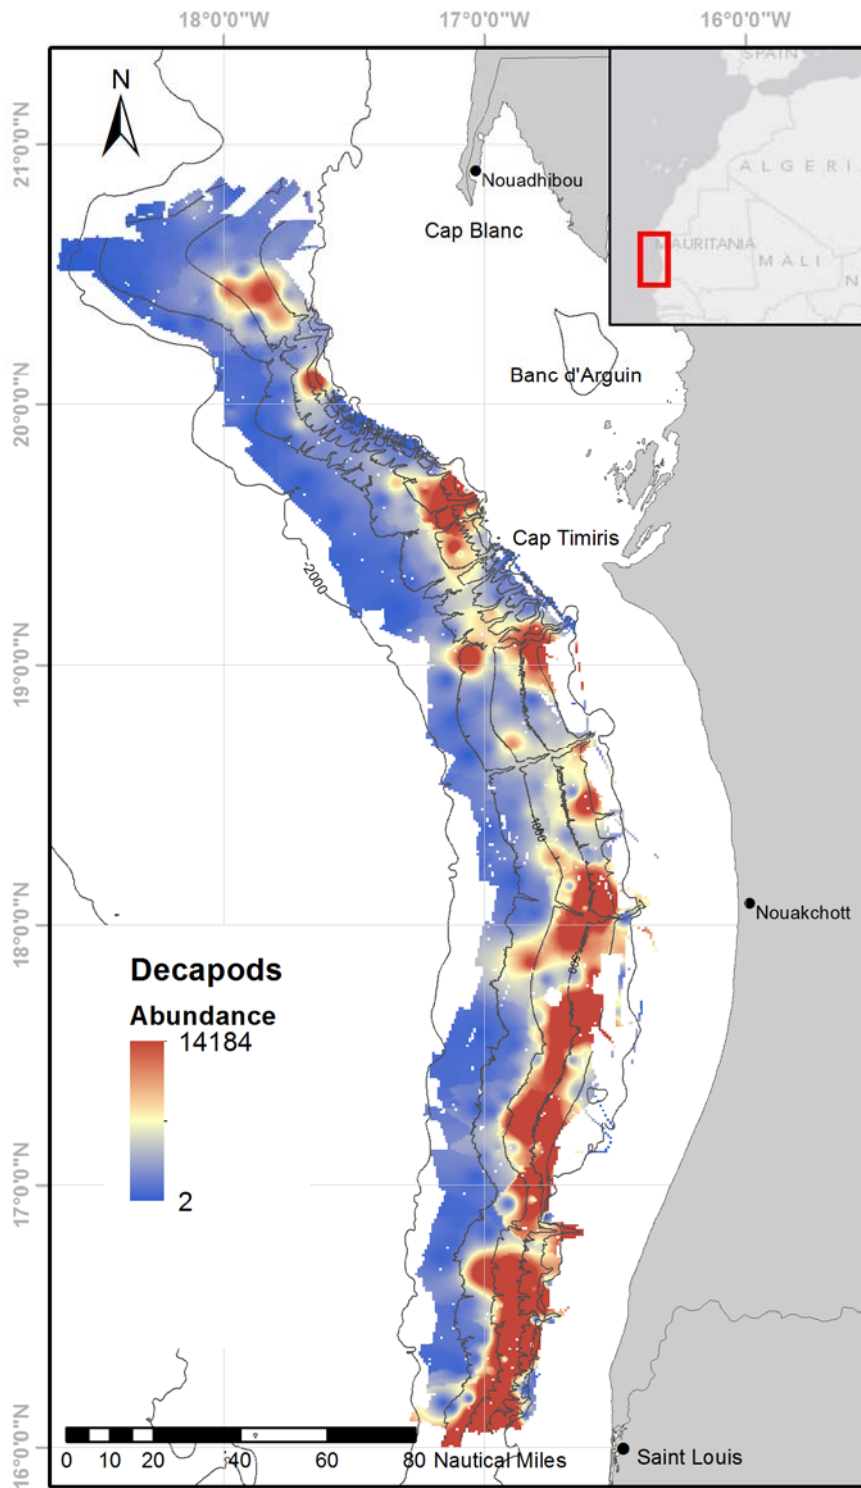 18°0'0"W 17°0'0"W 16°0'0"W
N
SPAIN
ALGERI
MAURITANIA
MALI
N
21°0'0"N
Nouadhibou
Cap Blanc
Banc d'Arguin
20°0'0"N
Cap Timiris
-2000
19°0'0"N
1000
Nouakchott
18°0'0"N
500
Decapods
Abundance
14184
2
17°0'0"N
16°0'0"N
0 10 20 40 60 80 Nautical Miles
Saint Louis